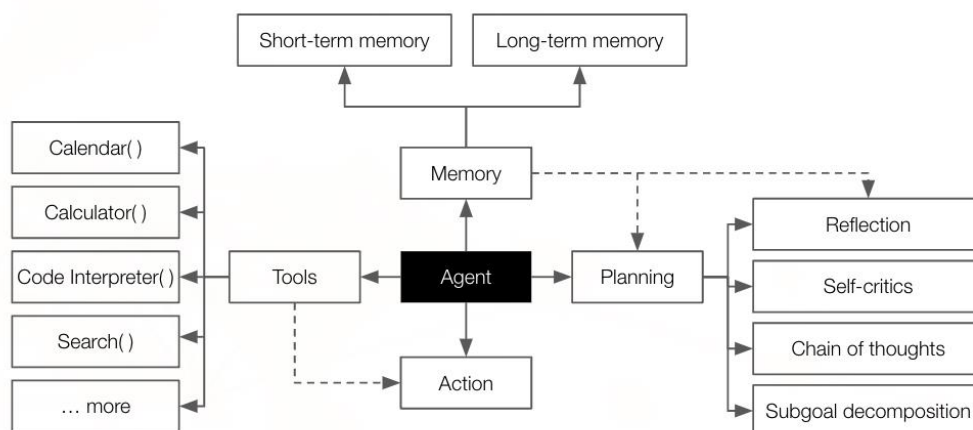 Short-term memory
Long-term memory
Calendar( )
Memory
Calculator( )
Reflection
Code Interpreter( )
Tools
Agent
Planning
Self-critics
Search( )
Chain of thoughts
Action
... more
Subgoal decomposition